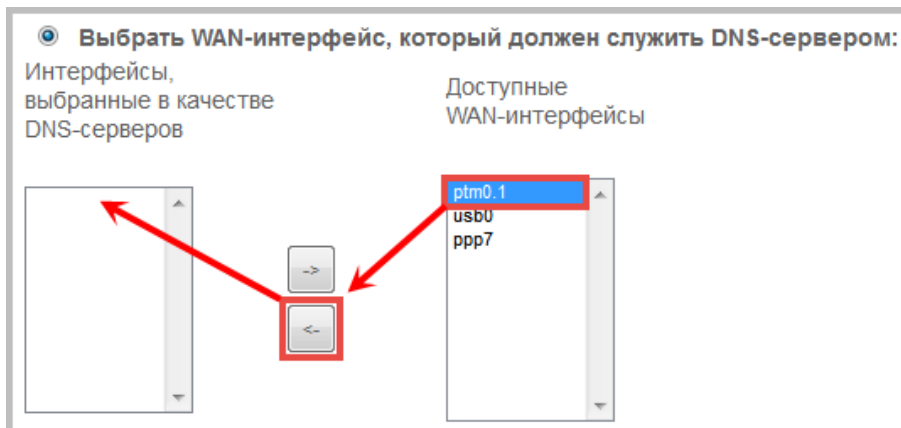 Выбрать WAN-интерфейс, который должен служить DNS-сервером:
Интерфейсы,
выбранные в качестве
DNS-серверов
Доступные
WAN-интерфейсы
ptm0.1
usb0
ppp7
->
<-